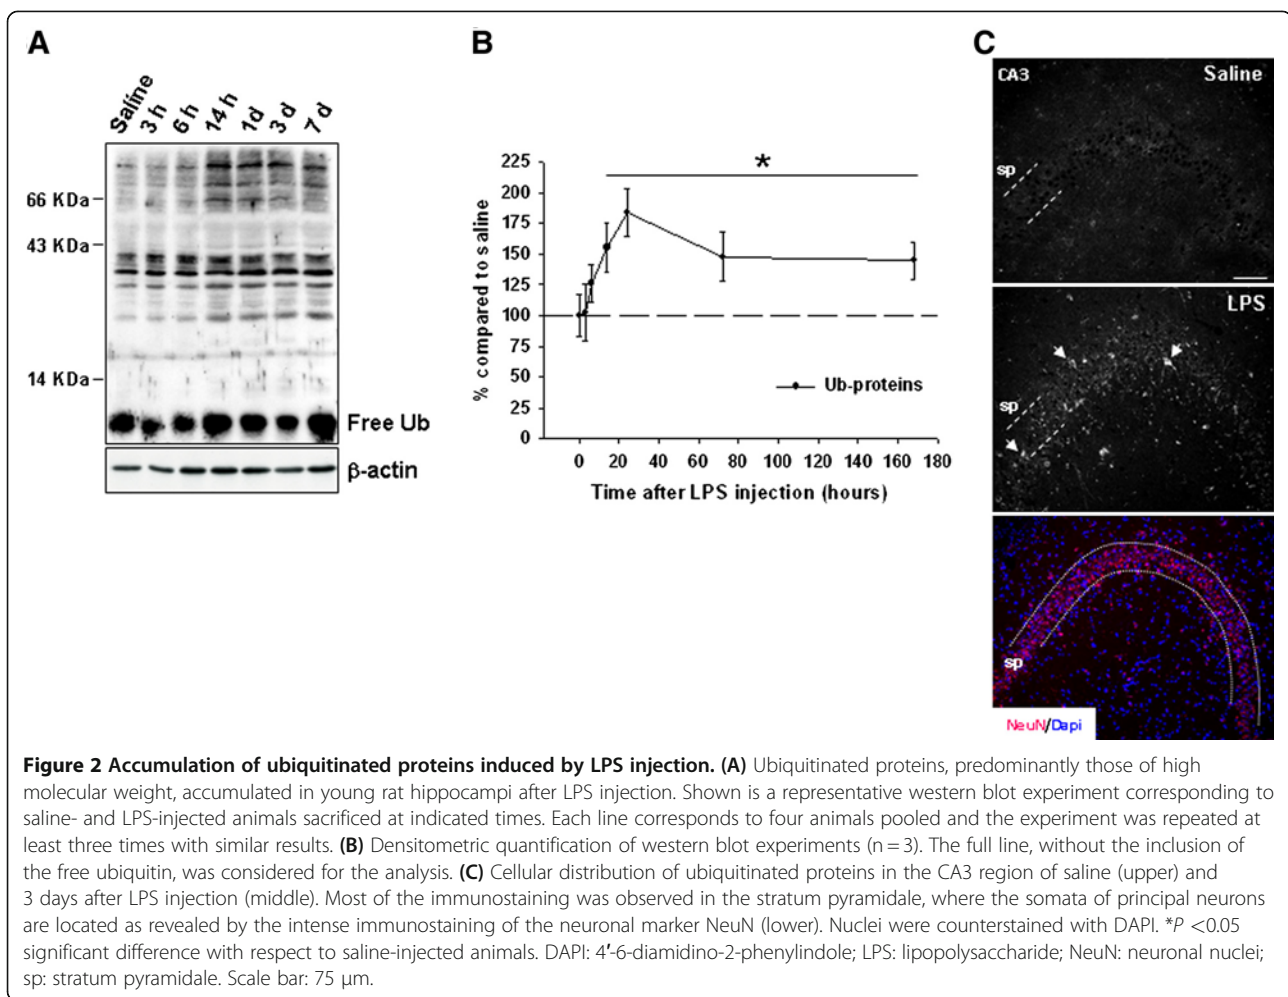 A
Saline
3 h
6 h
14 h
1d
3 d
7 d
66 KDa
43 KDa
14 KDa
Free Ub
β-actin
B
*
% compared to saline
225
200
175
150
125
100
75
50
25
0
Ub-proteins
0 20 40 60 80 100 120 140 160 180
Time after LPS injection (hours)
C
CA3 Saline
sp
LPS
sp
sp
NeuN/Dapi
Figure 2 Accumulation of ubiquitinated proteins induced by LPS injection. (A) Ubiquitinated proteins, predominantly those of high
molecular weight, accumulated in young rat hippocampi after LPS injection. Shown is a representative western blot experiment corresponding to
saline- and LPS-injected animals sacrificed at indicated times. Each line corresponds to four animals pooled and the experiment was repeated at
least three times with similar results. (B) Densitometric quantification of western blot experiments (n = 3). The full line, without the inclusion of
the free ubiquitin, was considered for the analysis. (C) Cellular distribution of ubiquitinated proteins in the CA3 region of saline (upper) and
3 days after LPS injection (middle). Most of the immunostaining was observed in the stratum pyramidale, where the somata of principal neurons
are located as revealed by the intense immunostaining of the neuronal marker NeuN (lower). Nuclei were counterstained with DAPI. *P <0.05
significant difference with respect to saline-injected animals. DAPI: 4′-6-diamidino-2-phenylindole; LPS: lipopolysaccharide; NeuN: neuronal nuclei;
sp: stratum pyramidale. Scale bar: 75 μm.